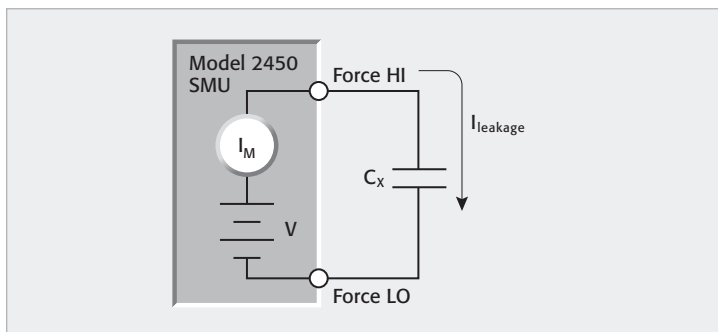 Model 2450
SMU
Force HI
I_M
I_leakage
C_X
V
Force LO